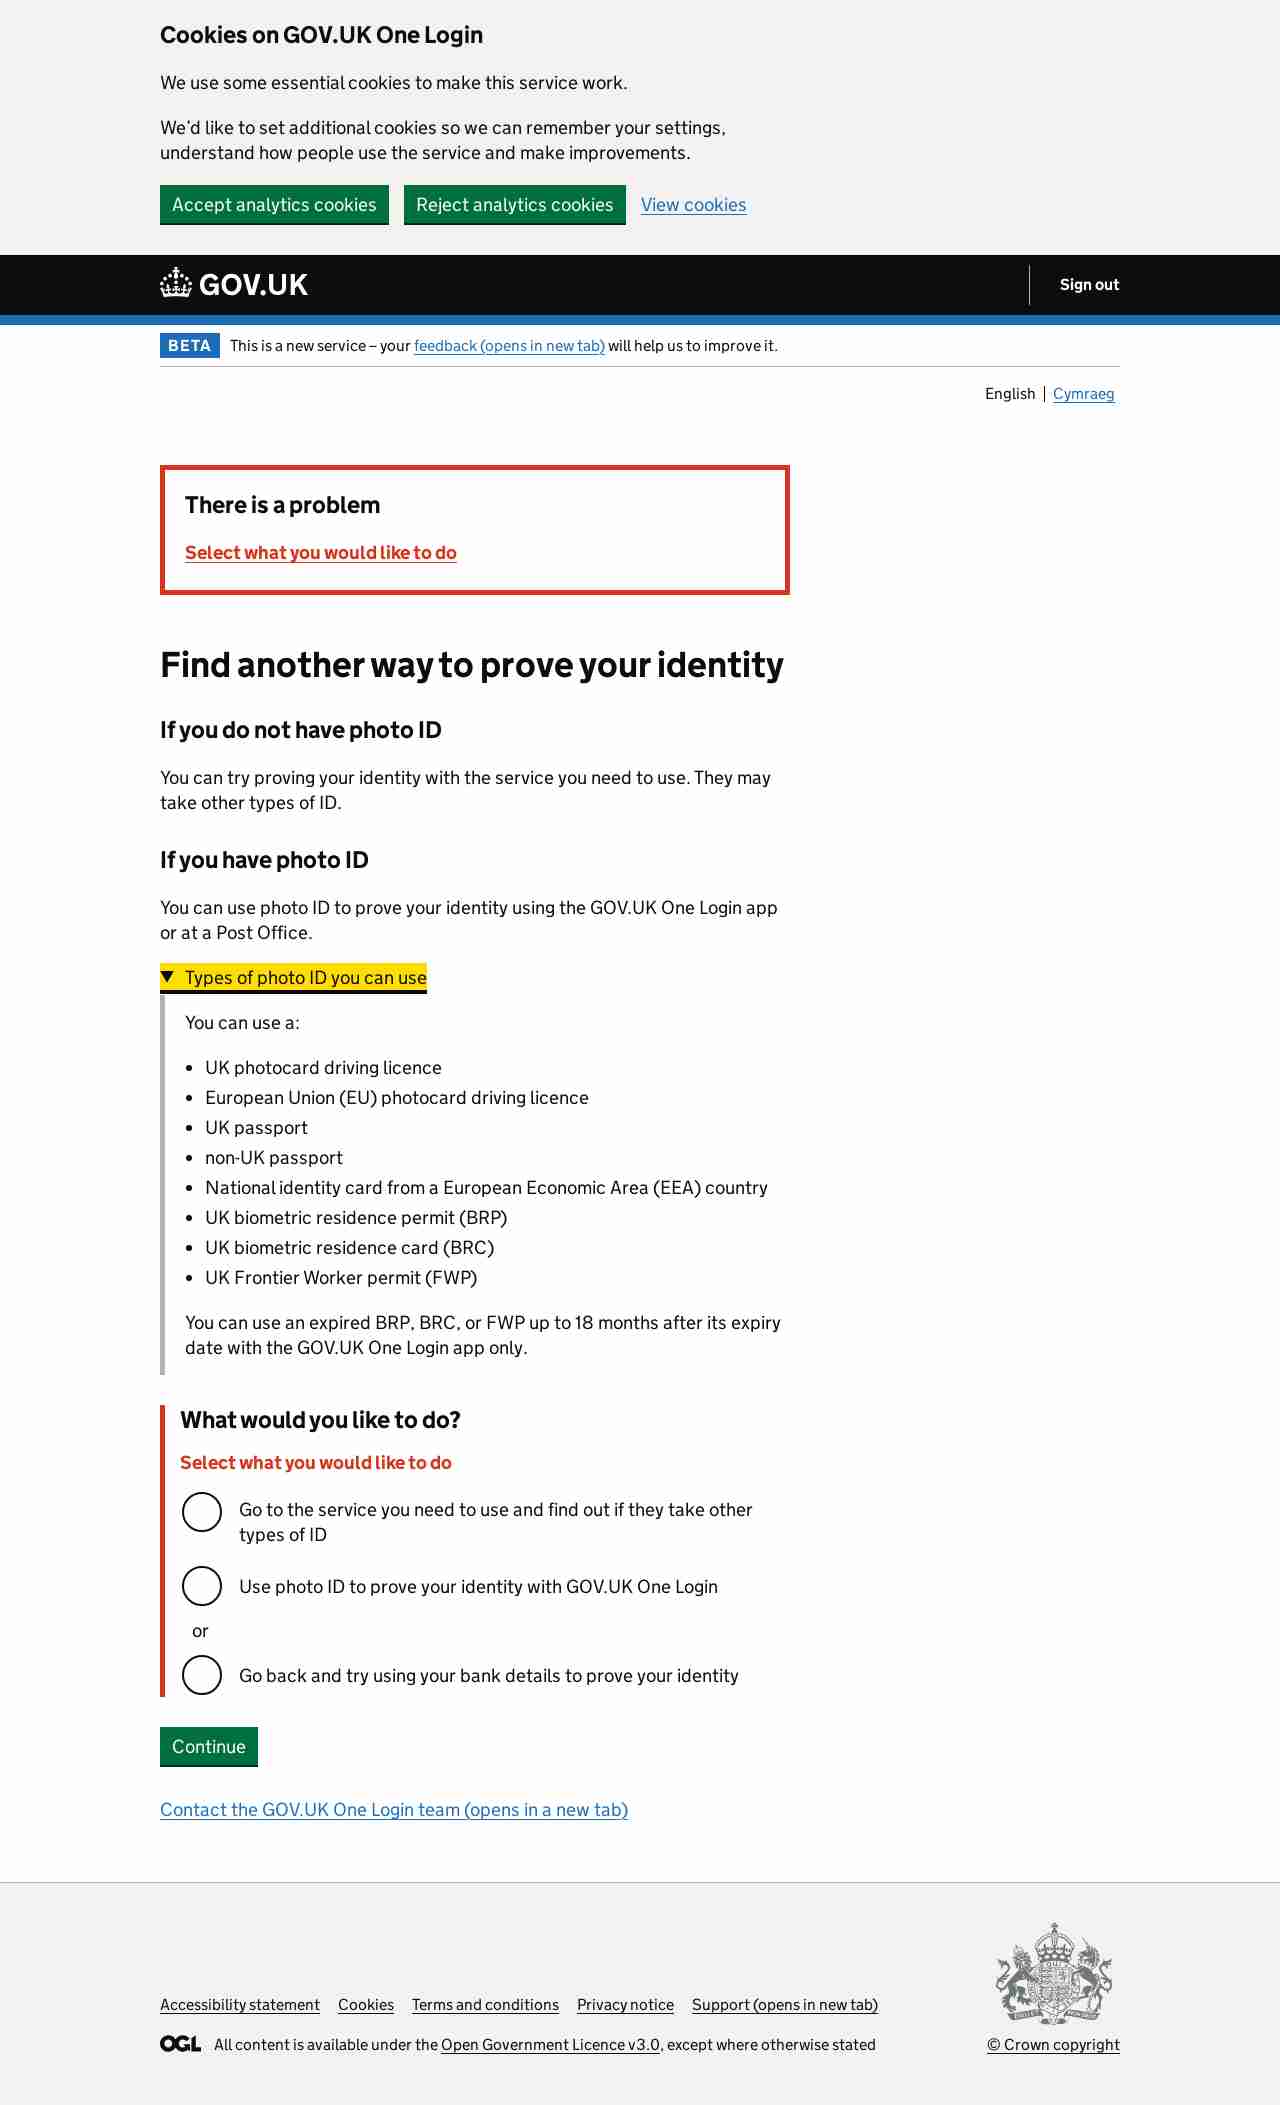 Cookies on GOV.UK One Login
We use some essential cookies to make this service work.
We’d like to set additional cookies so we can remember your settings,
understand how people use the service and make improvements.
Accept analytics cookies Reject analytics cookies View cookies
GOV.UK Sign out
BETA This is a new service – your feedback (opens in new tab) will help us to improve it.
English Cymraeg
There is a problem
Select what you would like to do
Find another way to prove your identity
If you do not have photo ID
You can try proving your identity with the service you need to use. They may
take other types of ID.
If you have photo ID
You can use photo ID to prove your identity using the GOV.UK One Login app
or at a Post Office.
Types of photo ID you can use
You can use a:
• UK photocard driving licence
• European Union (EU) photocard driving licence
• UK passport
• non-UK passport
• National identity card from a European Economic Area (EEA) country
• UK biometric residence permit (BRP)
• UK biometric residence card (BRC)
• UK Frontier Worker permit (FWP)
You can use an expired BRP, BRC, or FWP up to 18 months after its expiry
date with the GOV.UK One Login app only.
What would you like to do?
Select what you would like to do
Go to the service you need to use and find out if they take other
types of ID
Use photo ID to prove your identity with GOV.UK One Login
or
Go back and try using your bank details to prove your identity
Continue
Contact the GOV.UK One Login team (opens in a new tab)
Accessibility statement Cookies Terms and conditions Privacy notice Support (opens in new tab)
OGL All content is available under the Open Government Licence v3.0, except where otherwise stated
© Crown copyright